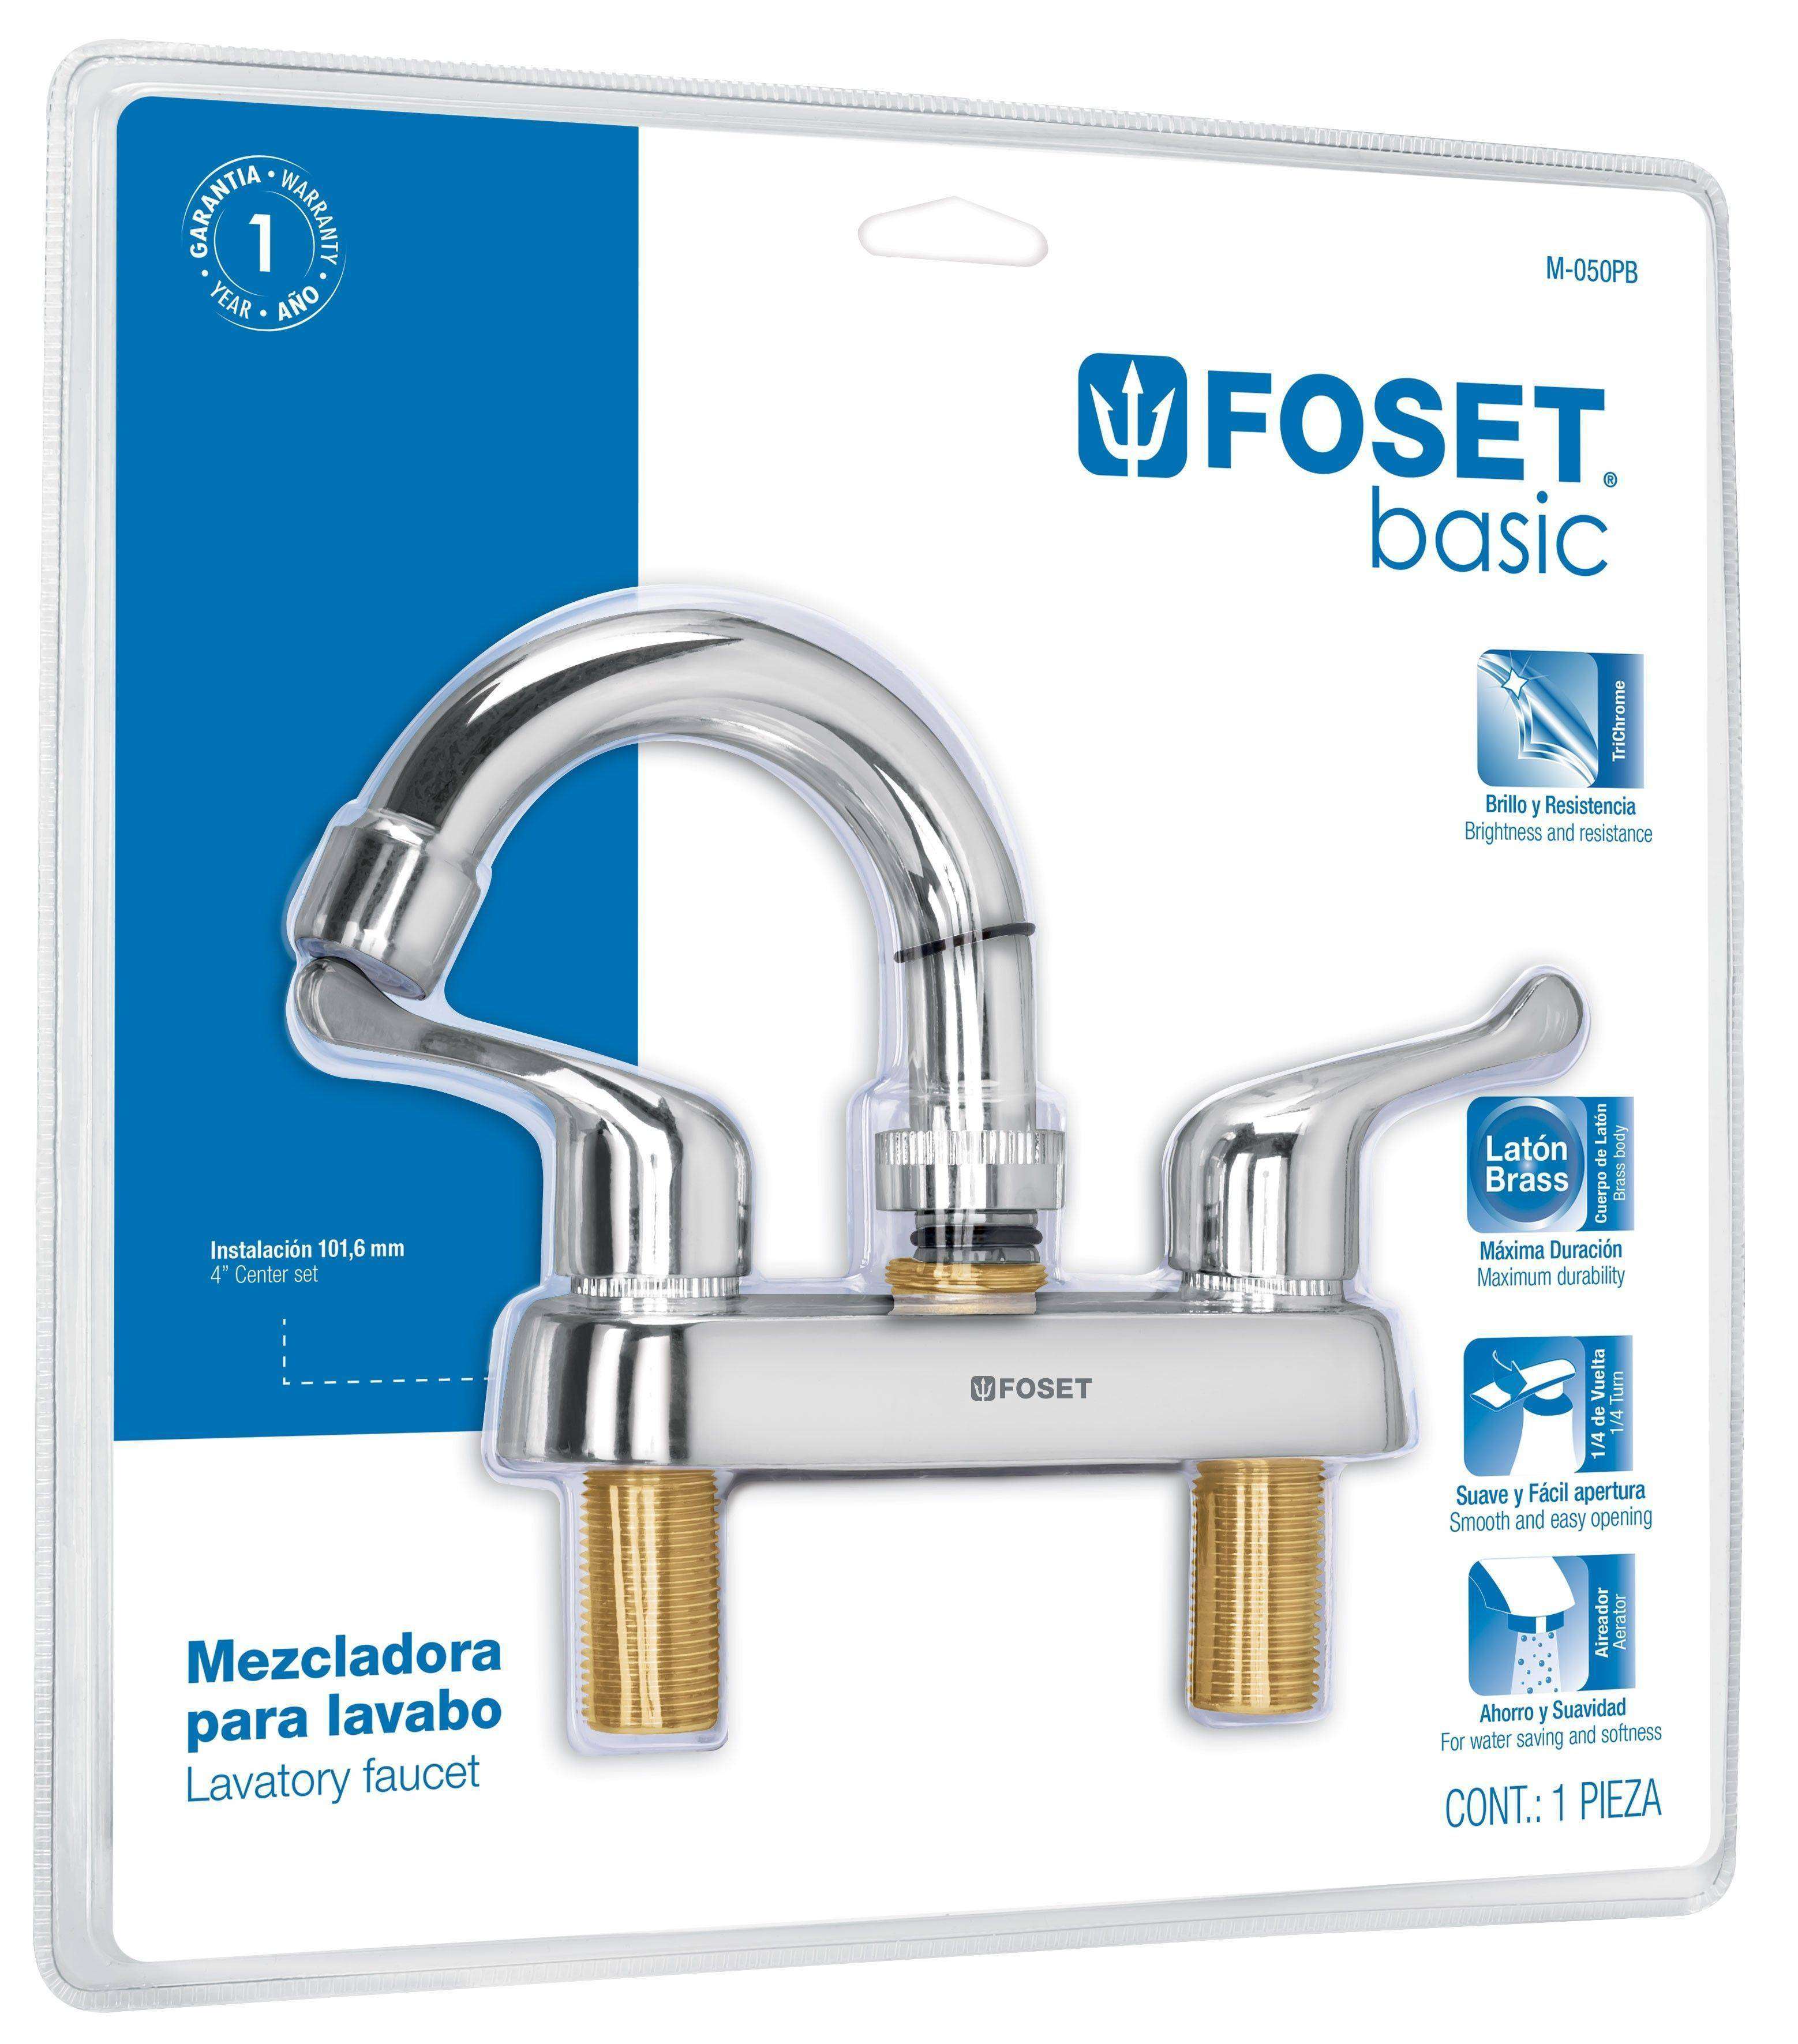 GARANTIA • WARRANTY • AÑO • YEAR •
1
M-050PB
FOSET®
basic
TriChrome
Brillo y Resistencia
Brightness and resistance
Latón
Brass
Cuerpo de Latón
Brass body
Máxima Duración
Maximum durability
Instalación 101,6 mm
4” Center set
FOSET
1/4 de Vuelta
1/4 Turn
Suave y Fácil apertura
Smooth and easy opening
Aireador
Aerator
Ahorro y Suavidad
For water saving and softness
Mezcladora
para lavabo
Lavatory faucet
CONT.: 1 PIEZA